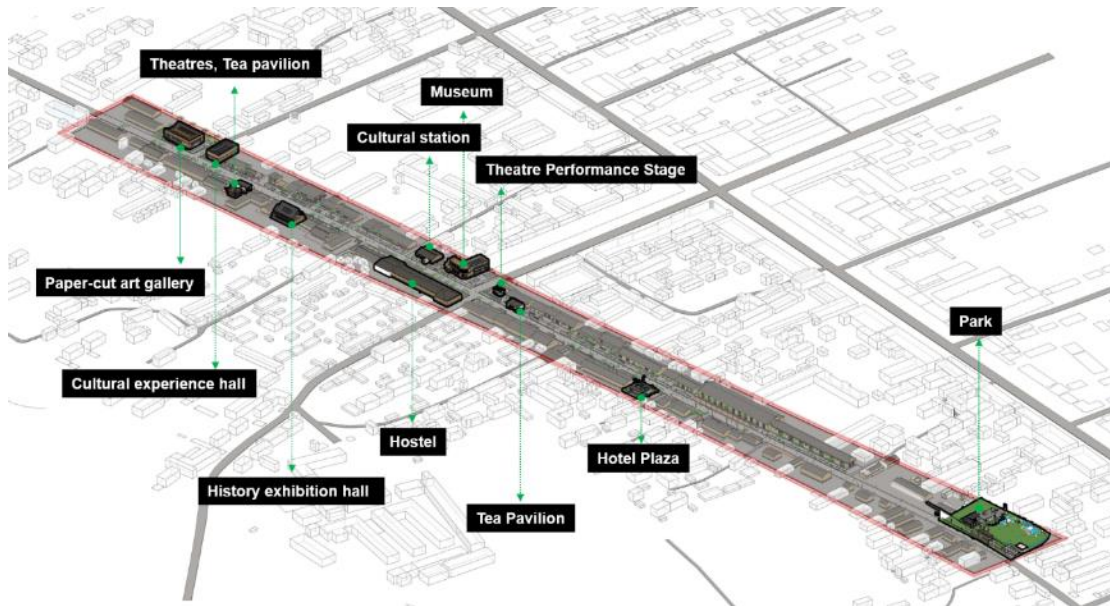 Theatres, Tea pavilion
Museum
Cultural station
Theatre Performance Stage
Paper-cut art gallery
Park
Cultural experience hall
Hostel
Hotel Plaza
History exhibition hall
Tea Pavilion